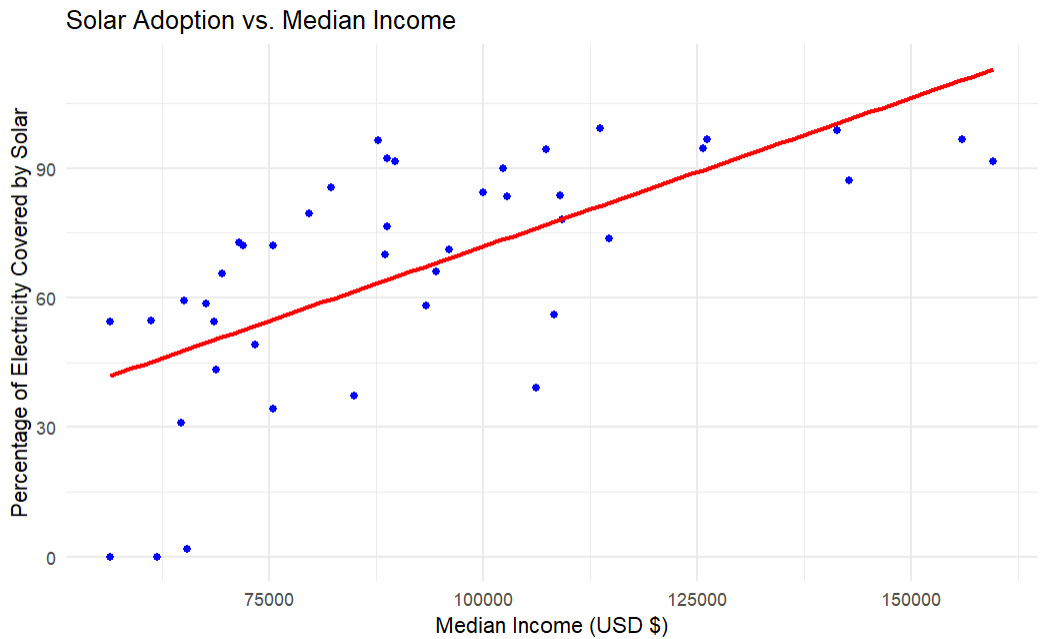 Solar Adoption vs. Median Income
Percentage of Electricity Covered by Solar
90
60
30
0
75000
100000
125000
150000
Median Income (USD $)